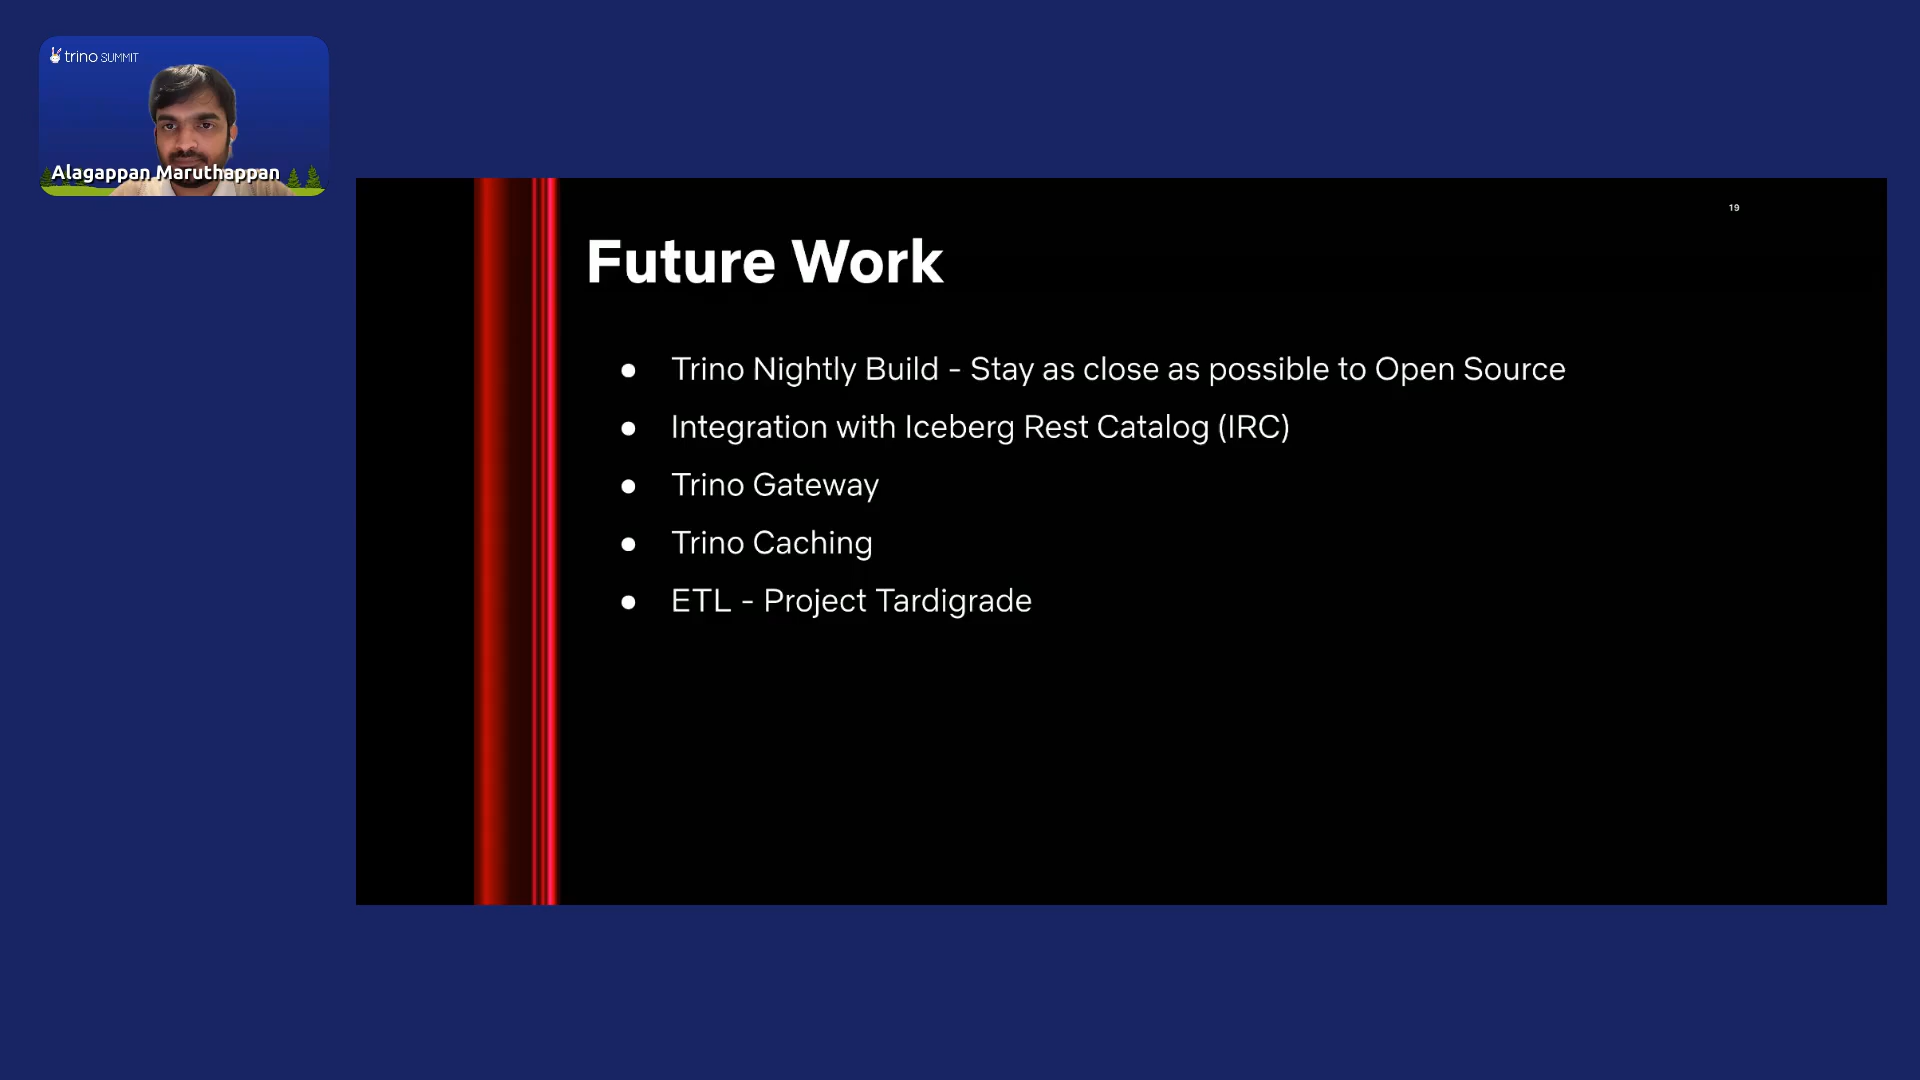 trino SUMMIT
Alagappan Maruthappan
19
Future Work
● Trino Nightly Build - Stay as close as possible to Open Source
● Integration with Iceberg Rest Catalog (IRC)
● Trino Gateway
● Trino Caching
● ETL - Project Tardigrade